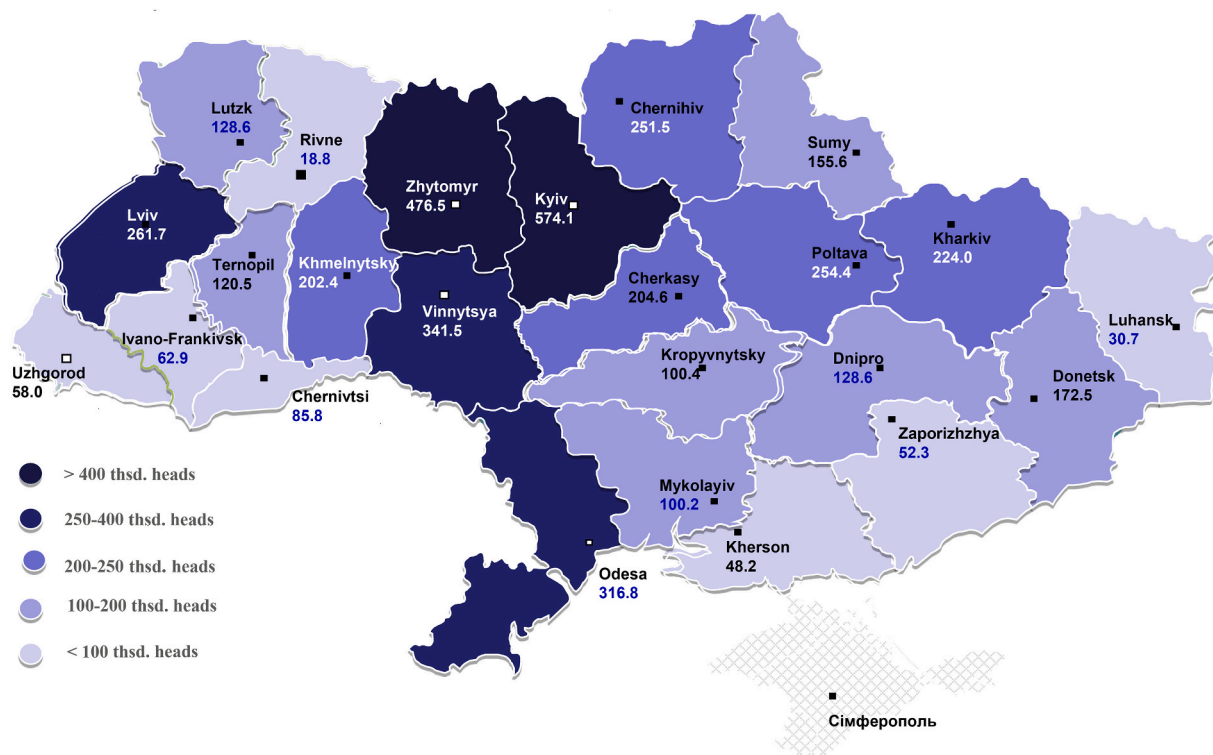 Lutzk
128.6
Rivne
18.8
Zhytomyr
476.5
Kyiv
574.1
Chernihiv
251.5
Sumy
155.6
Lviv
261.7
Ternopil
120.5
Khmelnytsky
202.4
Vinnytsya
341.5
Cherkasy
204.6
Poltava
254.4
Kharkiv
224.0
Luhansk
30.7
Uzhgorod
58.0
Ivano-Frankivsk
62.9
Chernivtsi
85.8
Kropyvnytsky
100.4
Dnipro
128.6
Donetsk
172.5
Zaporizhzhya
52.3
Mykolayiv
100.2
Kherson
48.2
Odesa
316.8
Сімферополь
> 400 thsd. heads
250-400 thsd. heads
200-250 thsd. heads
100-200 thsd. heads
< 100 thsd. heads